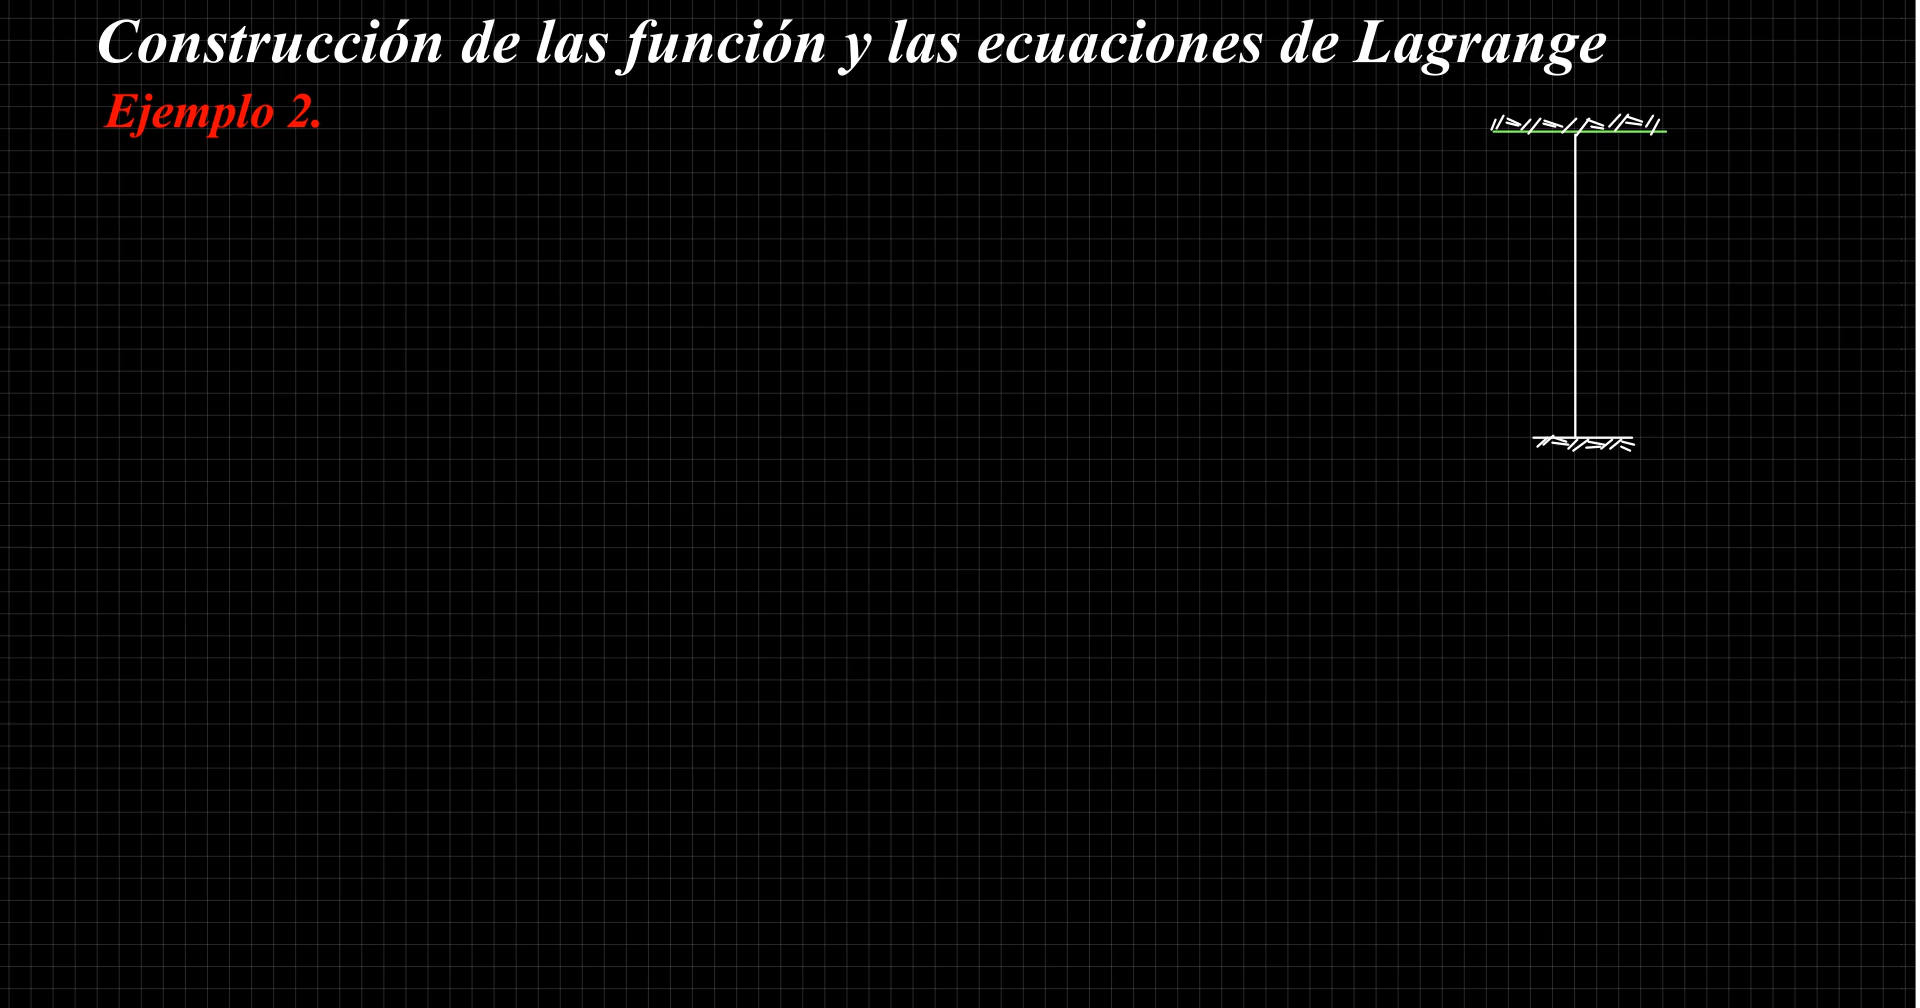 Construcción de las función y las ecuaciones de Lagrange
Ejemplo 2.